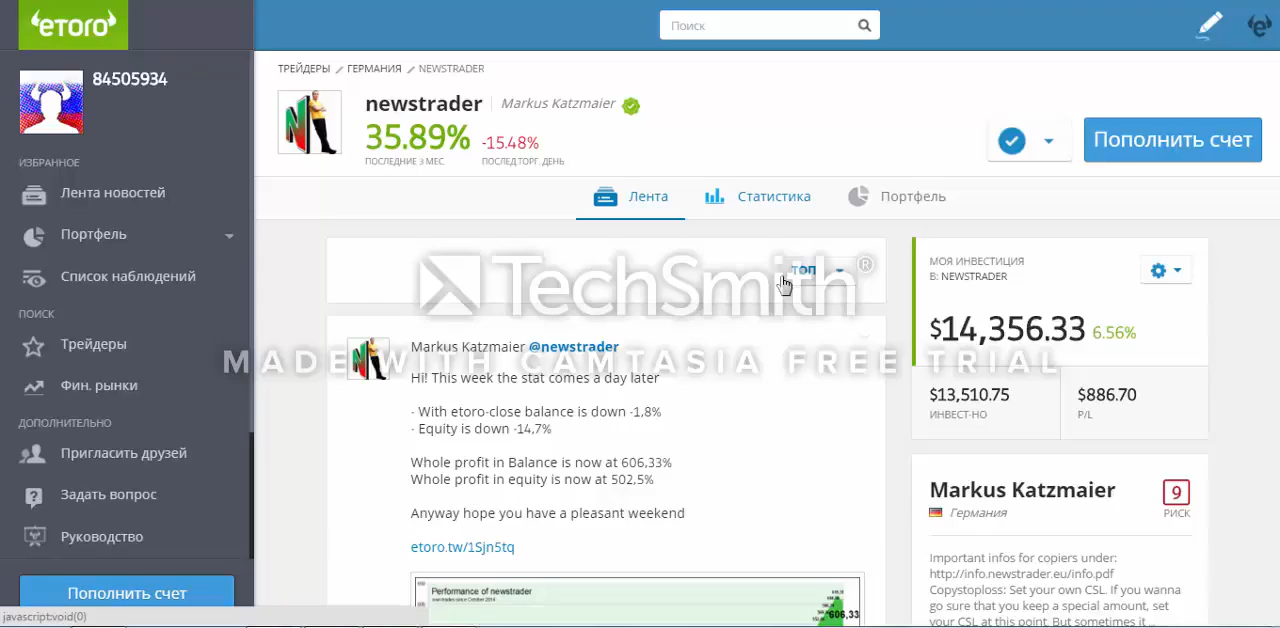 eToro
Поиск
84505934
ИЗБРАННОЕ
Лента новостей
Портфель
Список наблюдений
ПОИСК
Трейдеры
Фин. рынки
ДОПОЛНИТЕЛЬНО
Пригласить друзей
Задать вопрос
Руководство
Пополнить счет
javascript:void(0)
ТРЕЙДЕРЫ / ГЕРМАНИЯ / NEWSTRADER
newstrader Markus Katzmaier
35.89% -15.48%
ПОСЛЕДНИЕ 3 МЕС ПОСЛЕД ТОРГ. ДЕНЬ
Пополнить счет
Лента Статистика Портфель
ТОП
TechSmith®
MADE WITH CAMTASIA FREE TRIAL
Markus Katzmaier @newstrader
Hi! This week the stat comes a day later
- With etoro-close balance is down -1,8%
- Equity is down -14,7%
Whole profit in Balance is now at 606,33%
Whole profit in equity is now at 502,5%
Anyway hope you have a pleasant weekend
etoro.tw/1Sjn5tq
Performance of newstrader
606,33
МОЯ ИНВЕСТИЦИЯ
В: NEWSTRADER
$14,356.33 6.56%
$13,510.75 $886.70
ИНВЕСТ-НО P/L
Markus Katzmaier 9
Германия РИСК
Important infos for copiers under:
http://info.newstrader.eu/info.pdf
Copystoploss: Set your own CSL. If you wanna
go sure that you keep a special amount, set
your CSL at this point. But sometimes it ..